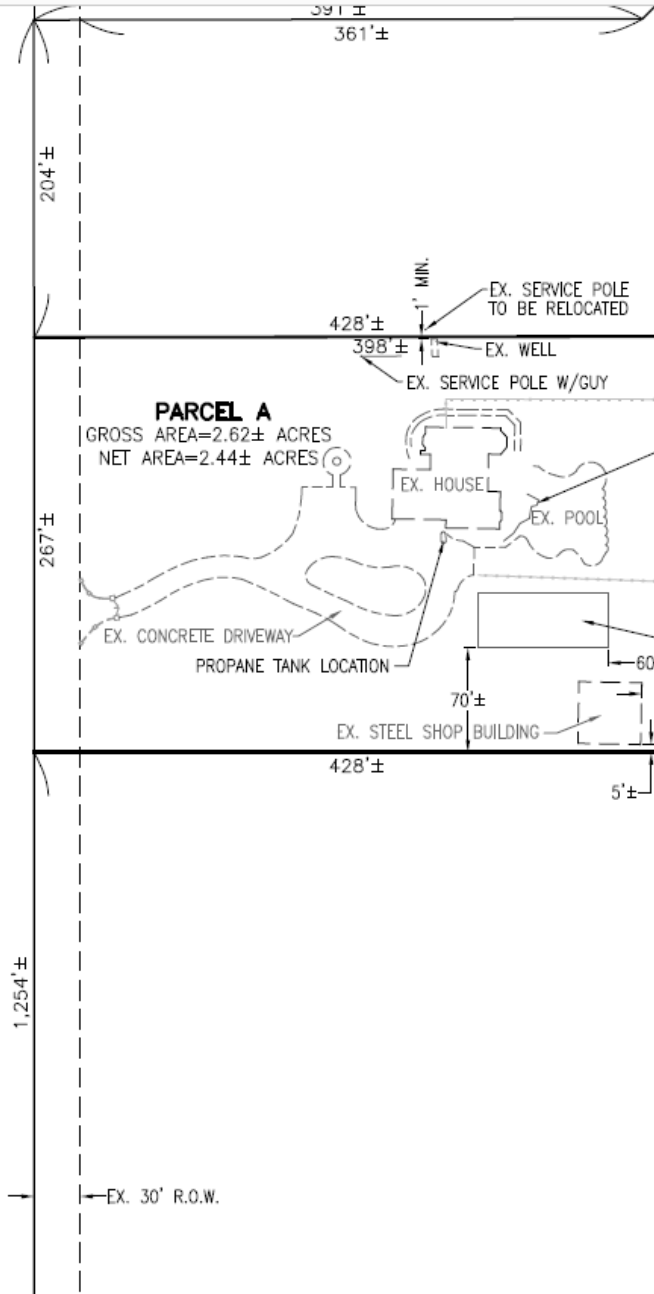 391'±
361'±
204'±
1' MIN.
EX. SERVICE POLE
TO BE RELOCATED
428'±
398'±
EX. WELL
EX. SERVICE POLE W/GUY
PARCEL A
GROSS AREA=2.62± ACRES
NET AREA=2.44± ACRES
EX. HOUSE
EX. POOL
267'±
EX. CONCRETE DRIVEWAY
PROPANE TANK LOCATION
60
70'±
EX. STEEL SHOP BUILDING
428'±
5'±
1,254'±
EX. 30' R.O.W.